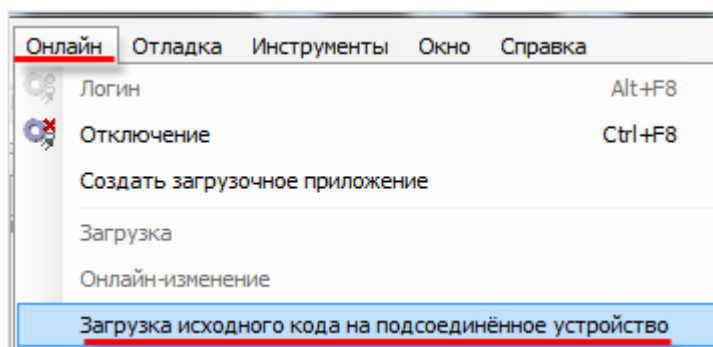 Онлайн Отладка Инструменты Окно Справка
Логин Alt+F8
Отключение Ctrl+F8
Создать загрузочное приложение
Загрузка
Онлайн-изменение
Загрузка исходного кода на подсоединённое устройство